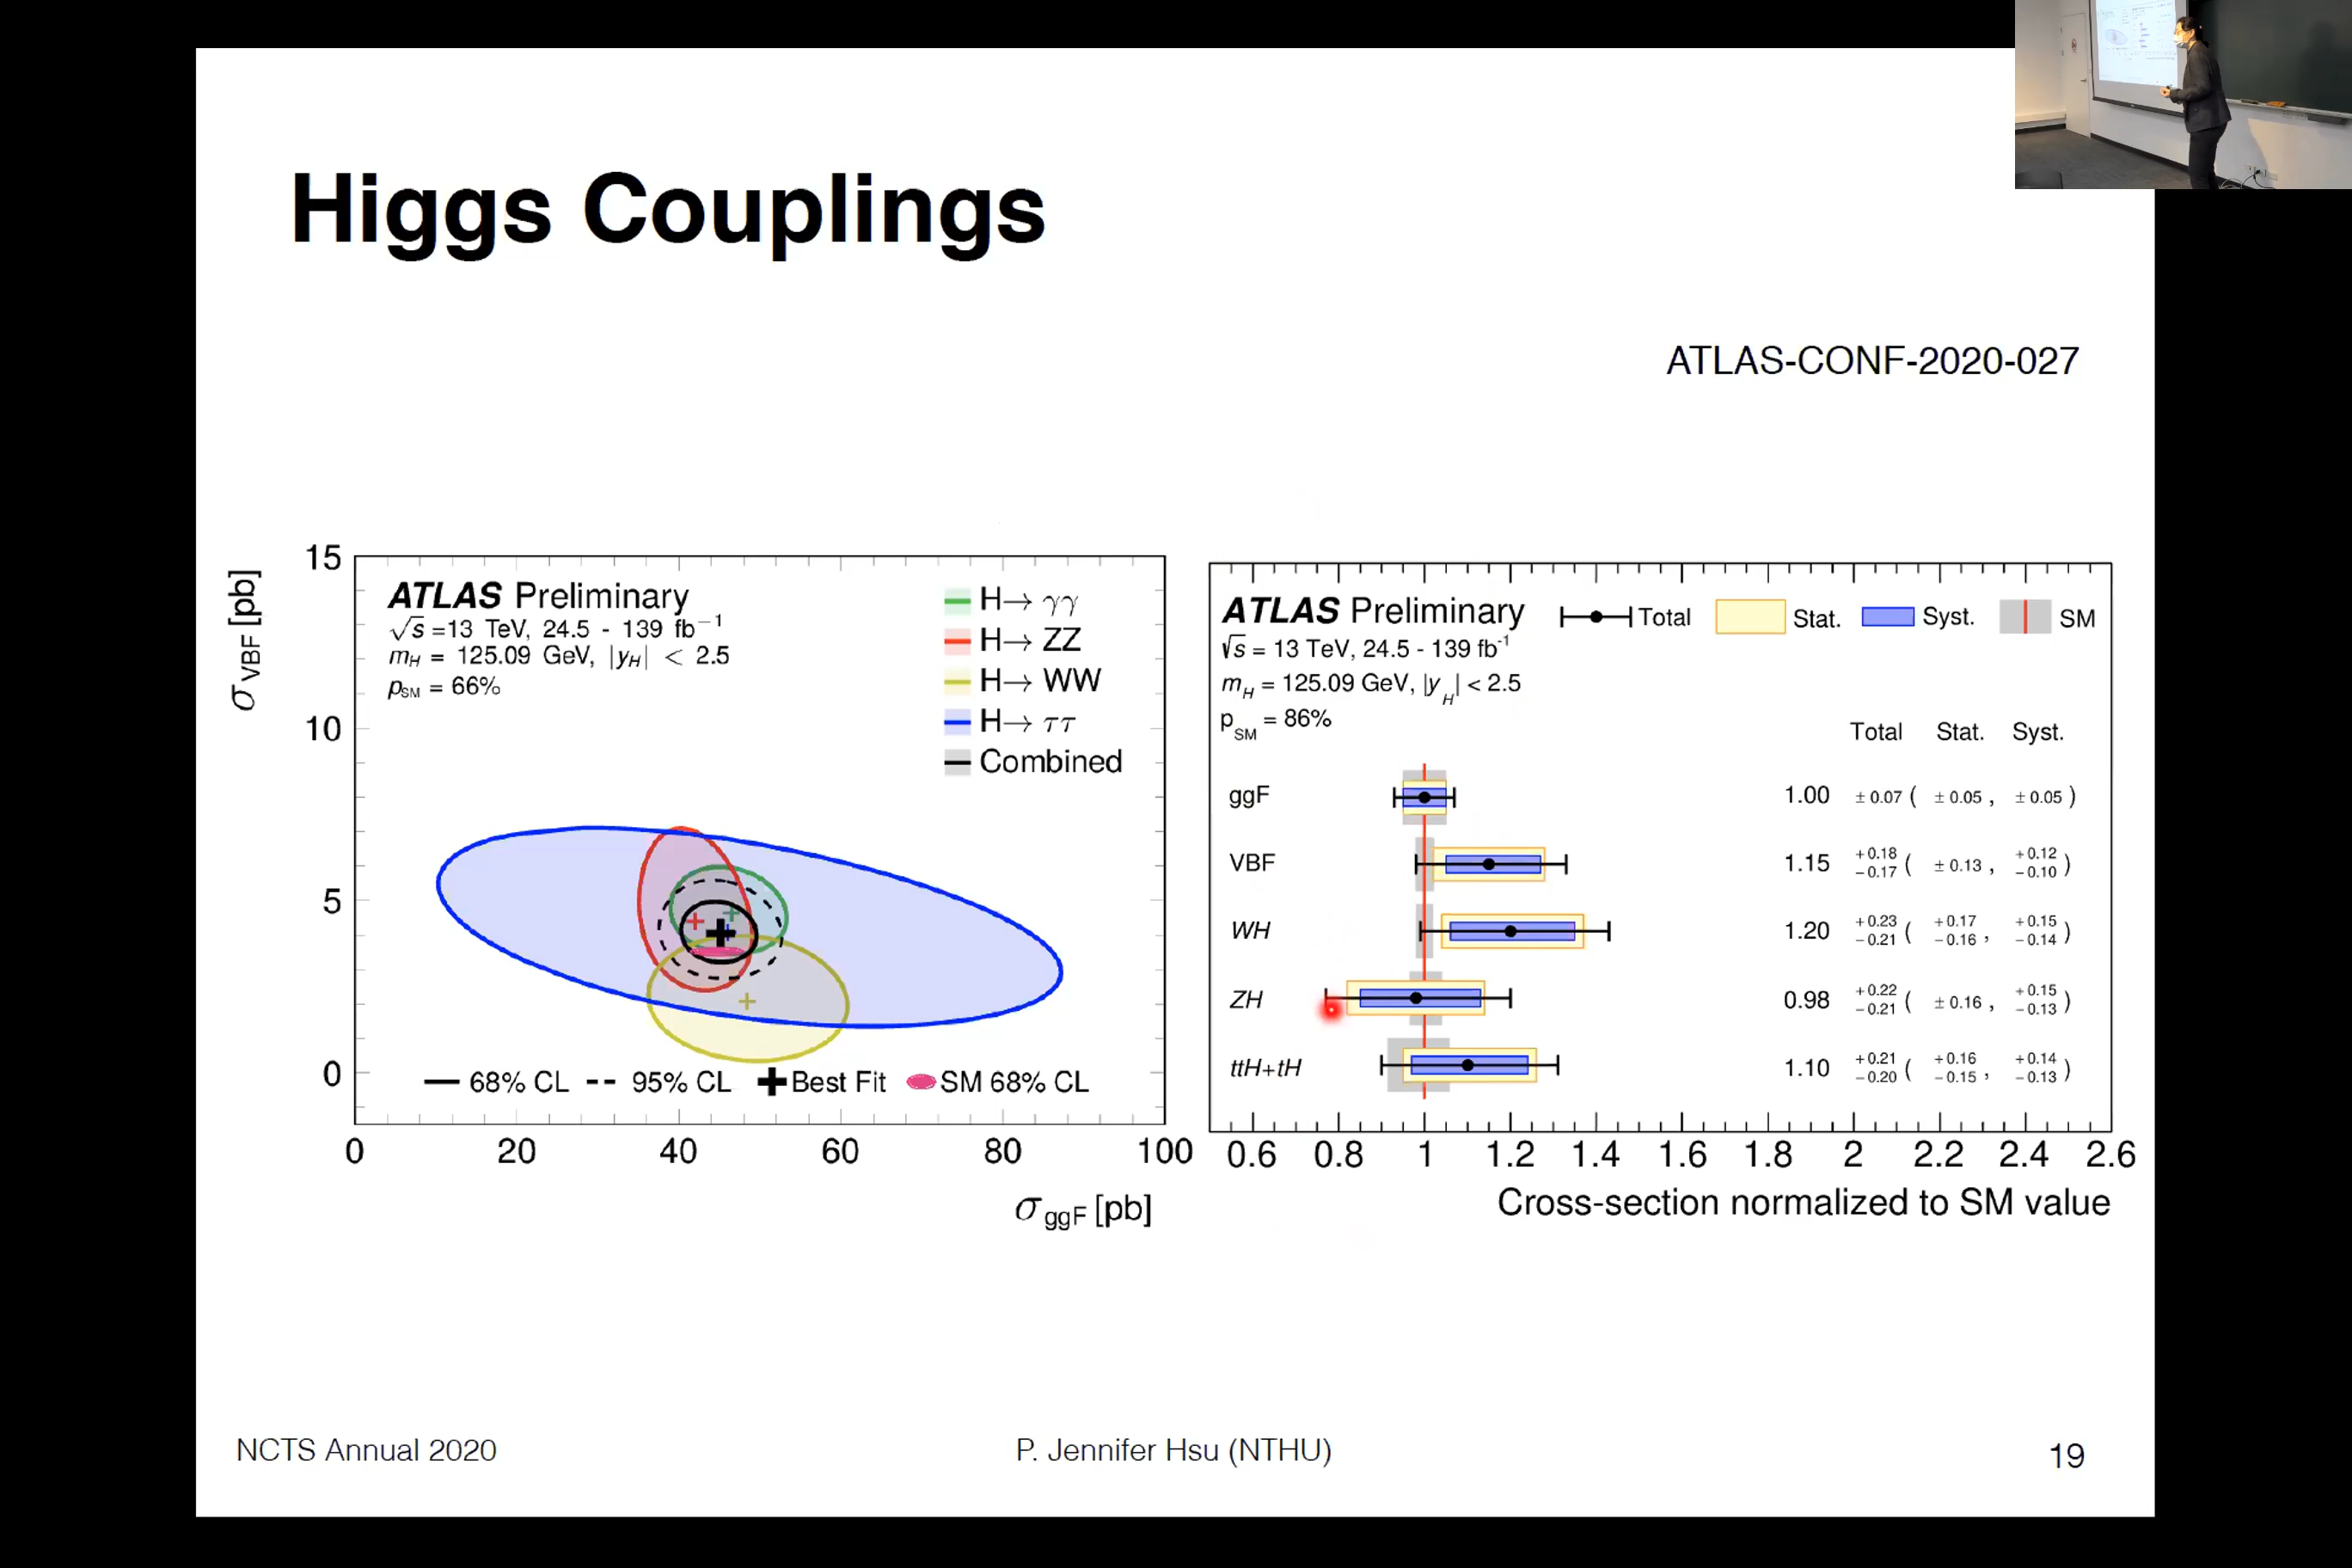 Higgs Couplings
ATLAS-CONF-2020-027
σVBF [pb]
15
10
5
0
ATLAS Preliminary
√s =13 TeV, 24.5 - 139 fb⁻¹
mH = 125.09 GeV, |yH| < 2.5
pSM = 66%
H→ γγ
H→ ZZ
H→ WW
H→ ττ
Combined
68% CL 95% CL Best Fit SM 68% CL
0 20 40 60 80 100
σggF [pb]
ATLAS Preliminary
Total Stat. Syst. SM
√s = 13 TeV, 24.5 - 139 fb⁻¹
mH = 125.09 GeV, |yH| < 2.5
pSM = 86%
Total Stat. Syst.
ggF 1.00 ± 0.07 ( ± 0.05 , ± 0.05 )
VBF 1.15 +0.18 −0.17 ( ± 0.13 , +0.12 −0.10 )
WH 1.20 +0.23 −0.21 ( +0.17 −0.16 , +0.15 −0.14 )
ZH 0.98 +0.22 −0.21 ( ± 0.16 , +0.15 −0.13 )
ttH+tH 1.10 +0.21 −0.20 ( +0.16 −0.15 , +0.14 −0.13 )
0.6 0.8 1 1.2 1.4 1.6 1.8 2 2.2 2.4 2.6
Cross-section normalized to SM value
NCTS Annual 2020
P. Jennifer Hsu (NTHU)
19